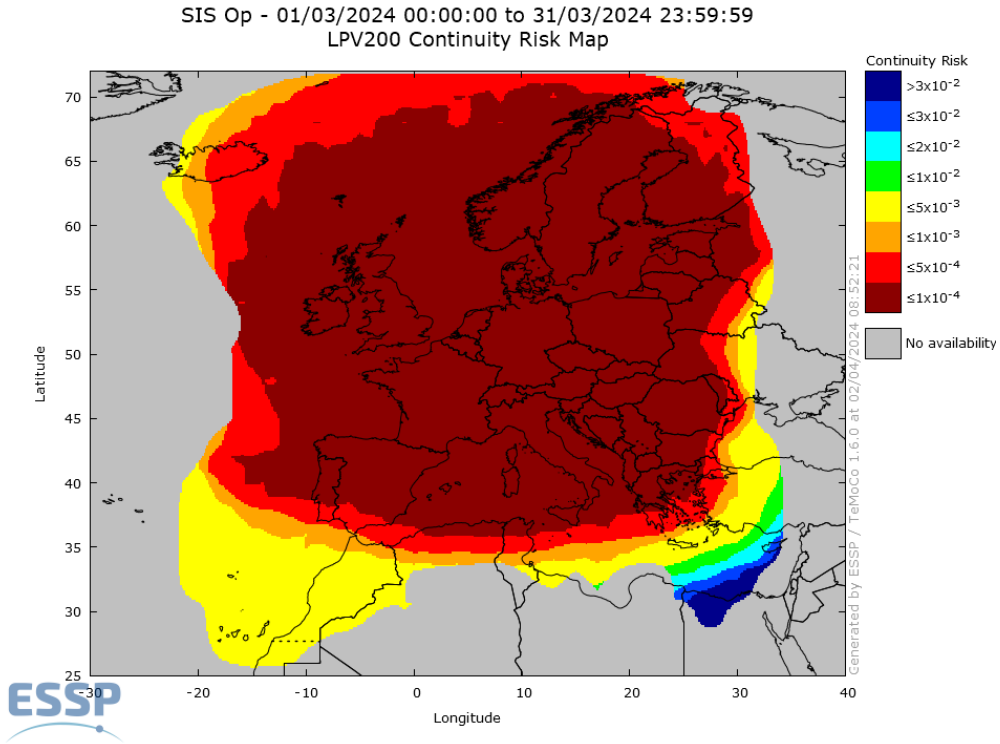 SIS Op - 01/03/2024 00:00:00 to 31/03/2024 23:59:59
LPV200 Continuity Risk Map
Continuity Risk
>3x10⁻²
≤3x10⁻²
≤2x10⁻²
≤1x10⁻²
≤5x10⁻³
≤1x10⁻³
≤5x10⁻⁴
≤1x10⁻⁴
No availability
Latitude
70
65
60
55
50
45
40
35
30
25
-30
-20
-10
0
10
20
30
40
Longitude
Generated by ESSP / TeMoCo 1.6.0 at 02/04/2024 08:52:21
ESSP